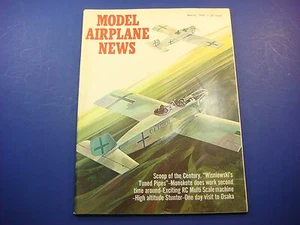 MODEL
AIRPLANE
NEWS
Scoop of the Century, "Wisniewski's
Tuned Pipes"-Monokote does work second
time around-Exciting RC Multi Scale machine
-High altitude Stunter-One day visit to Osaka